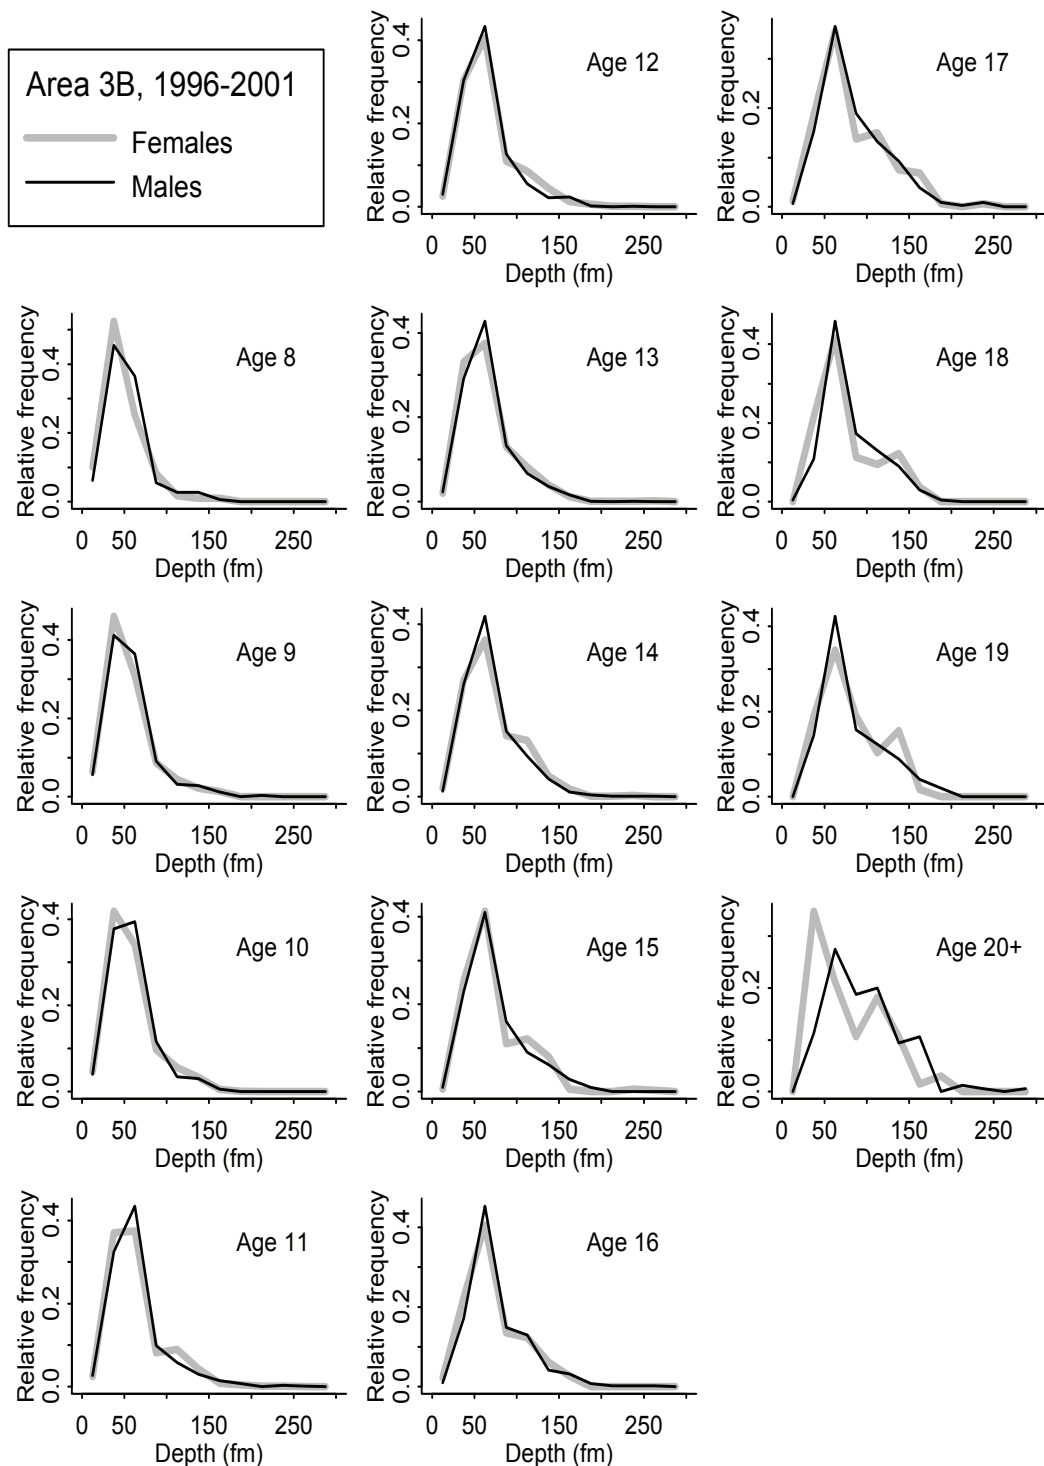 Area 3B, 1996-2001
Females
Males
Relative frequency
0.0 0.2 0.4
Age 8
0 50 150 250
Depth (fm)
Relative frequency
0.0 0.2 0.4
Age 9
0 50 150 250
Depth (fm)
Relative frequency
0.0 0.2 0.4
Age 10
0 50 150 250
Depth (fm)
Relative frequency
0.0 0.2 0.4
Age 11
0 50 150 250
Depth (fm)
Relative frequency
0.0 0.2 0.4
Age 12
0 50 150 250
Depth (fm)
Relative frequency
0.0 0.2 0.4
Age 13
0 50 150 250
Depth (fm)
Relative frequency
0.0 0.2 0.4
Age 14
0 50 150 250
Depth (fm)
Relative frequency
0.0 0.2 0.4
Age 15
0 50 150 250
Depth (fm)
Relative frequency
0.0 0.2 0.4
Age 16
0 50 150 250
Depth (fm)
Relative frequency
0.0 0.2
Age 17
0 50 150 250
Depth (fm)
Relative frequency
0.0 0.2 0.4
Age 18
0 50 150 250
Depth (fm)
Relative frequency
0.0 0.2 0.4
Age 19
0 50 150 250
Depth (fm)
Relative frequency
0.0 0.2
Age 20+
0 50 150 250
Depth (fm)